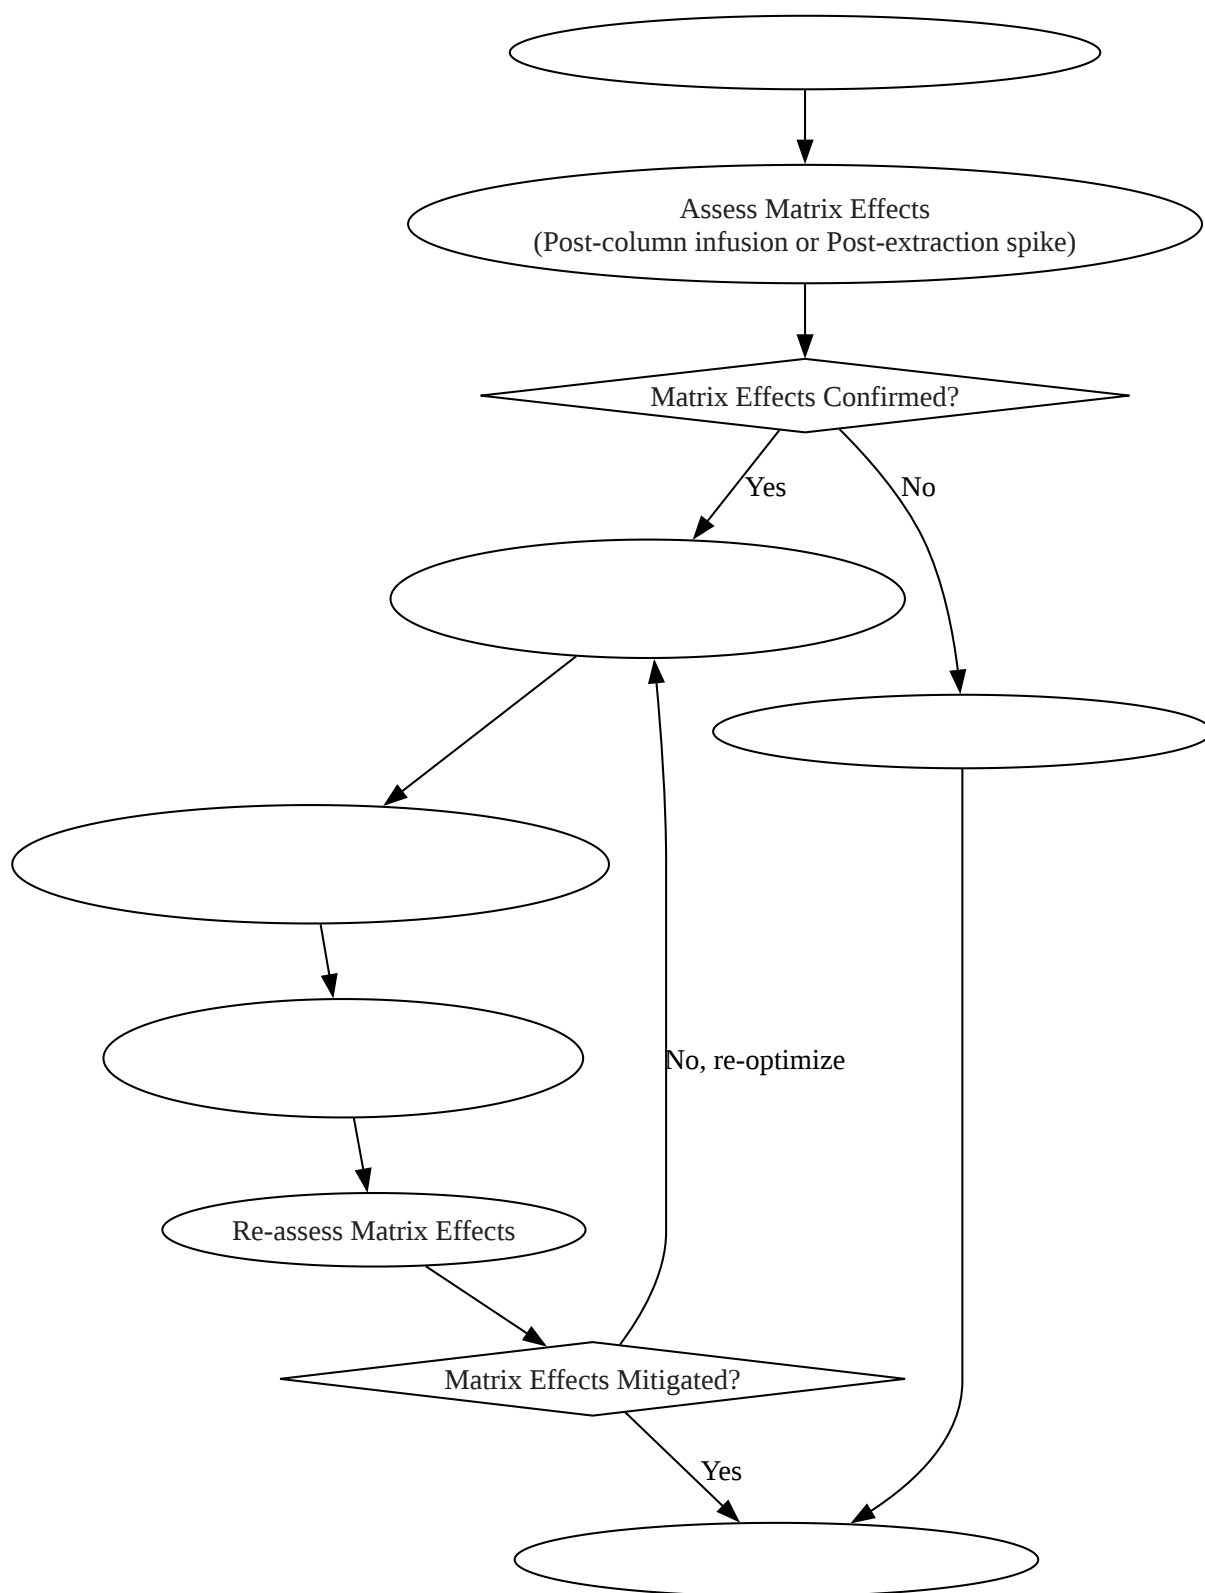 Assess Matrix Effects
(Post-column infusion or Post-extraction spike)
Matrix Effects Confirmed?
Yes
No
No, re-optimize
Re-assess Matrix Effects
Matrix Effects Mitigated?
Yes